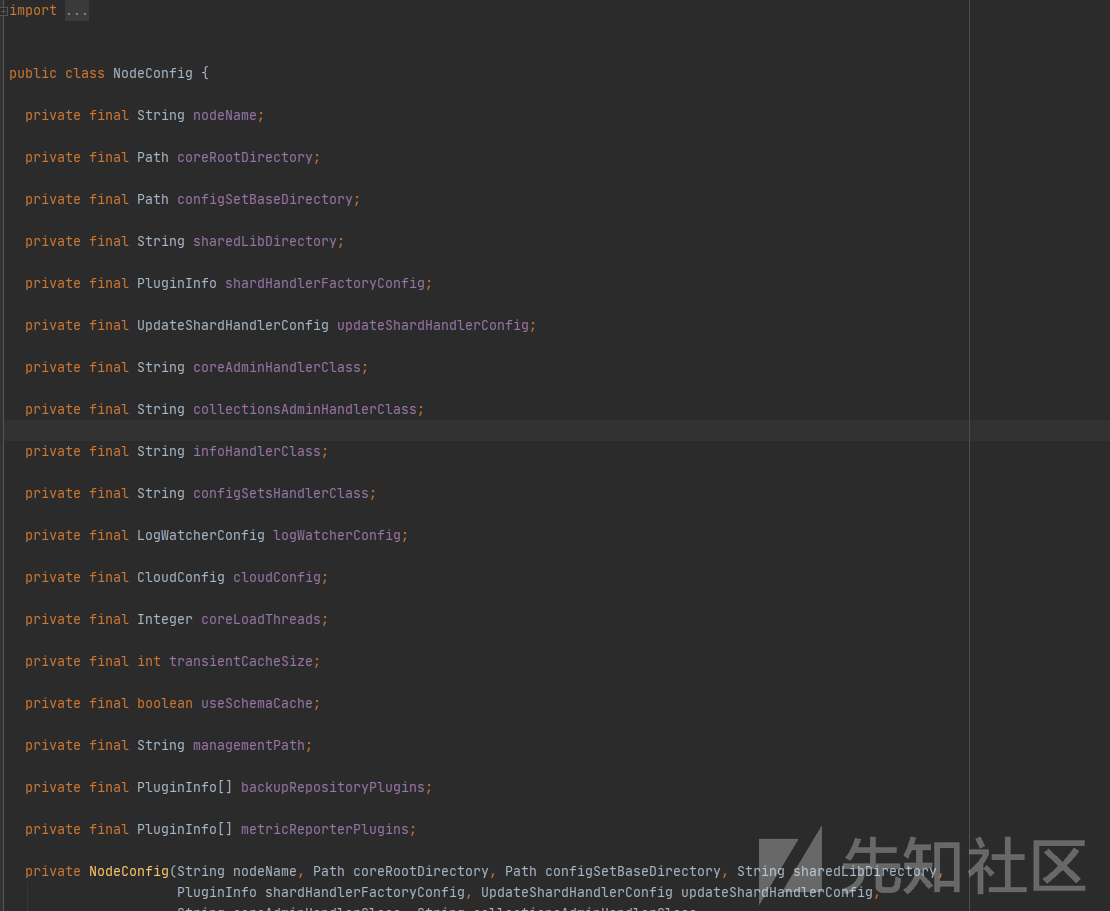 import ...
public class NodeConfig {
private final String nodeName;
private final Path coreRootDirectory;
private final Path configSetBaseDirectory;
private final String sharedLibDirectory;
private final PluginInfo shardHandlerFactoryConfig;
private final UpdateShardHandlerConfig updateShardHandlerConfig;
private final String coreAdminHandlerClass;
private final String collectionsAdminHandlerClass;
private final String infoHandlerClass;
private final String configSetsHandlerClass;
private final LogWatcherConfig logWatcherConfig;
private final CloudConfig cloudConfig;
private final Integer coreLoadThreads;
private final int transientCacheSize;
private final boolean useSchemaCache;
private final String managementPath;
private final PluginInfo[] backupRepositoryPlugins;
private final PluginInfo[] metricReporterPlugins;
private NodeConfig(String nodeName, Path coreRootDirectory, Path configSetBaseDirectory, String sharedLibDirectory,
PluginInfo shardHandlerFactoryConfig, UpdateShardHandlerConfig updateShardHandlerConfig,
String coreAdminHandlerClass, String collectionsAdminHandlerClass,
先知社区